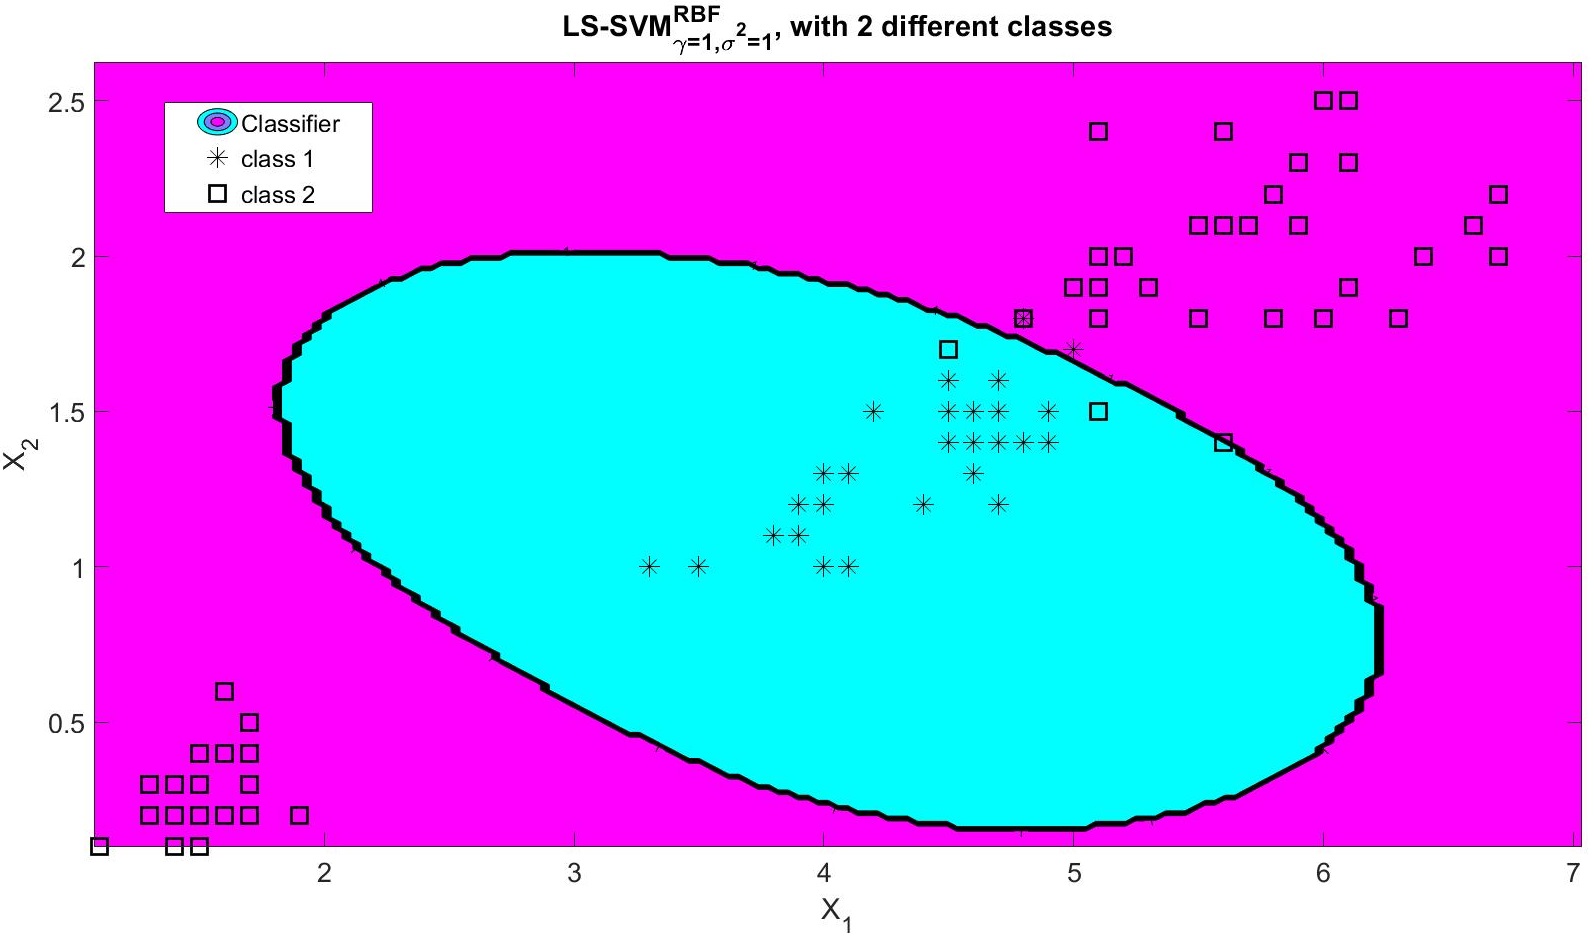 LS-SVM^RBF_γ=1,σ²=1, with 2 different classes
2.5
Classifier
class 1
class 2
2
1.5
X₂
1
0.5
2 3 4 5 6 7
X₁